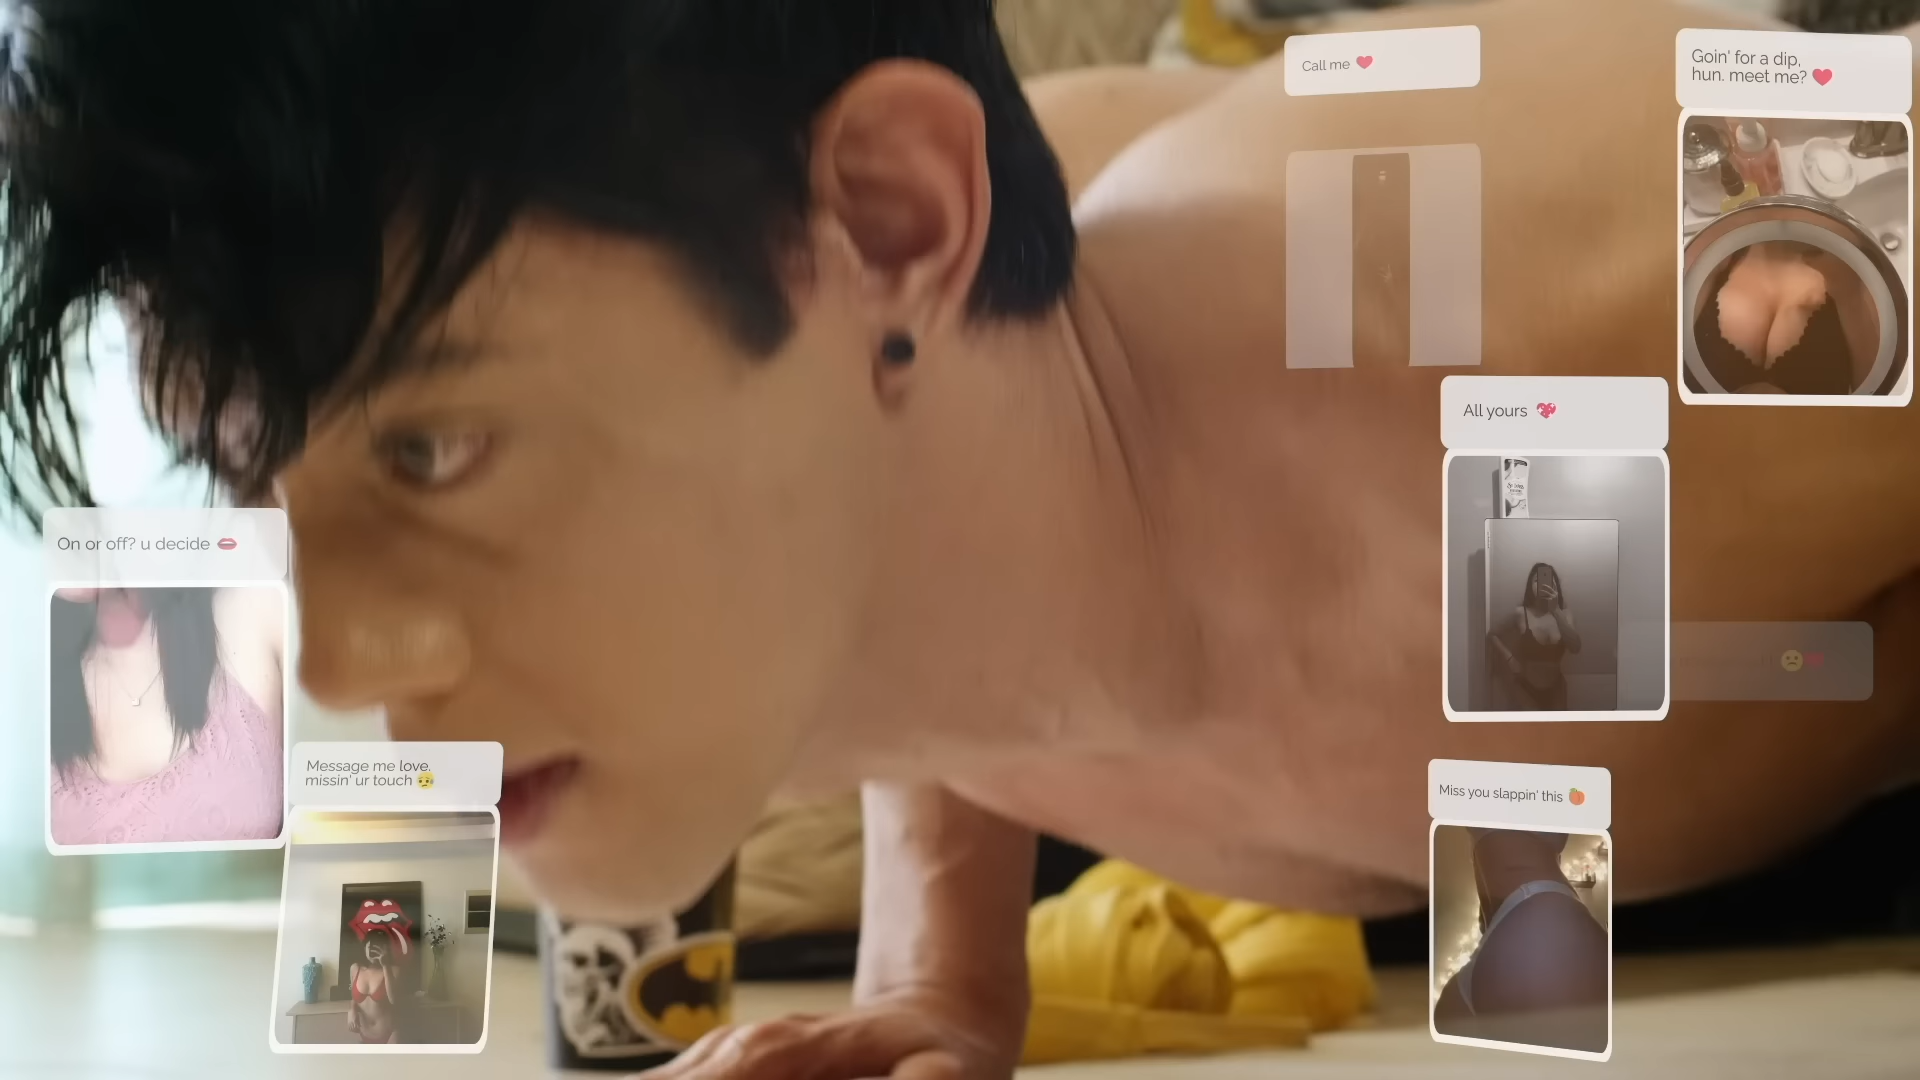 Call me
Goin' for a dip,
hun. meet me?
All yours
On or off? u decide
Message me love.
missin' ur touch
Miss you slappin' this